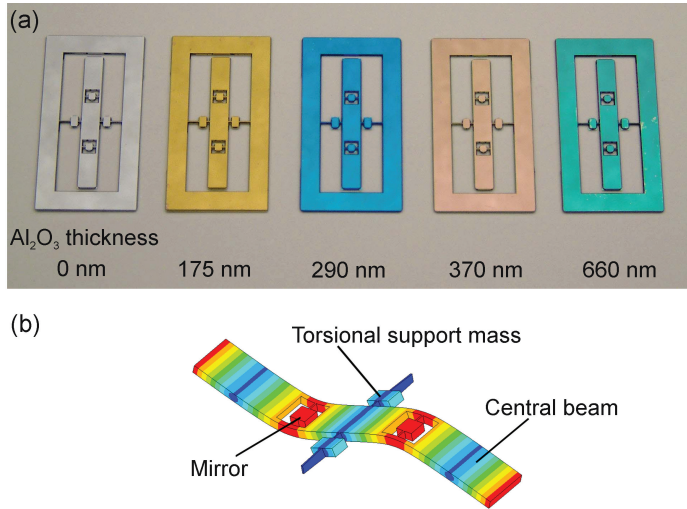 (a)
Al₂O₃ thickness
0 nm 175 nm 290 nm 370 nm 660 nm
(b)
Torsional support mass
Central beam
Mirror